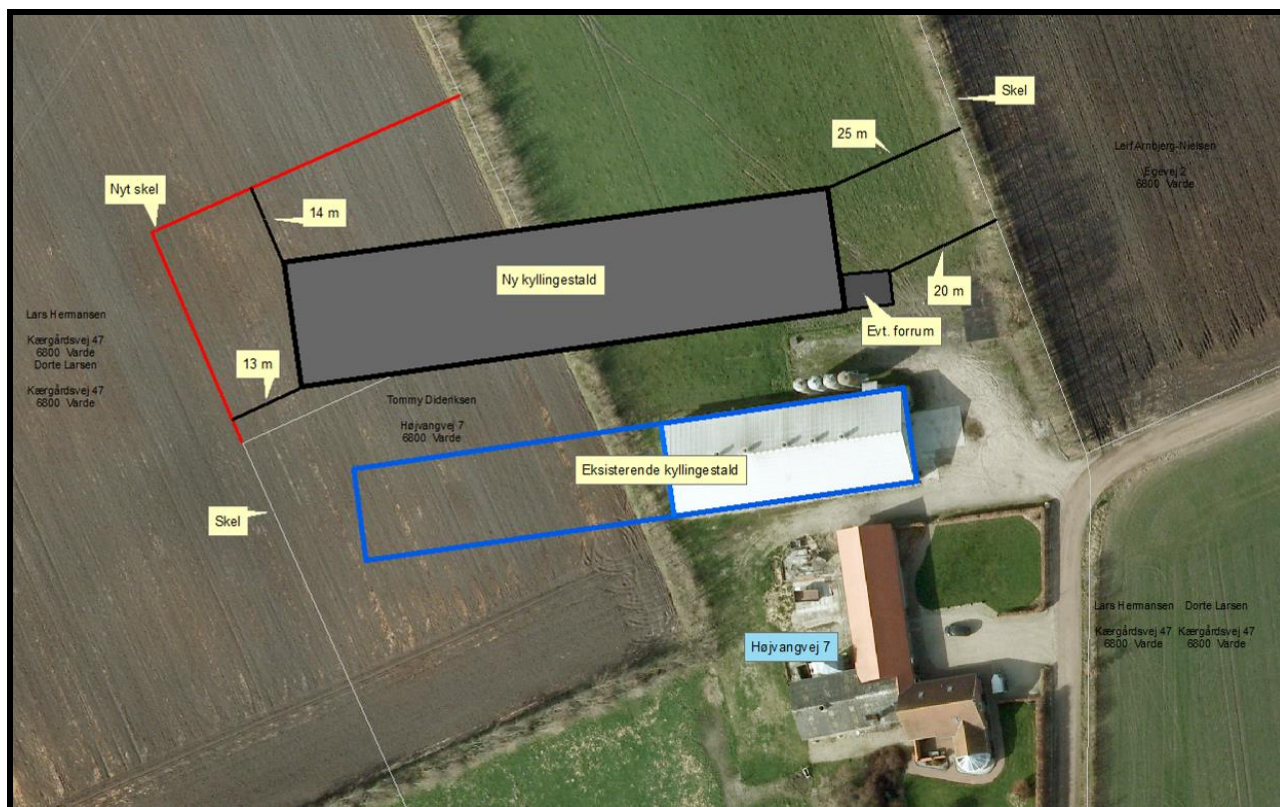 Skel
25 m
Leif Arnbjerg-Nielsen
Egevej 2
6800 Varde
Nyt skel
14 m
Ny kyllingestald
20 m
Evt. forrum
Lars Hermansen
Kærgårdsvej 47
6800 Varde
Dorte Larsen
Kærgårdsvej 47
6800 Varde
13 m
Tommy Dideriksen
Højvangvej 7
6800 Varde
Eksisterende kyllingestald
Skel
Højvangvej 7
Lars Hermansen
Kærgårdsvej 47
6800 Varde
Dorte Larsen
Kærgårdsvej 47
6800 Varde